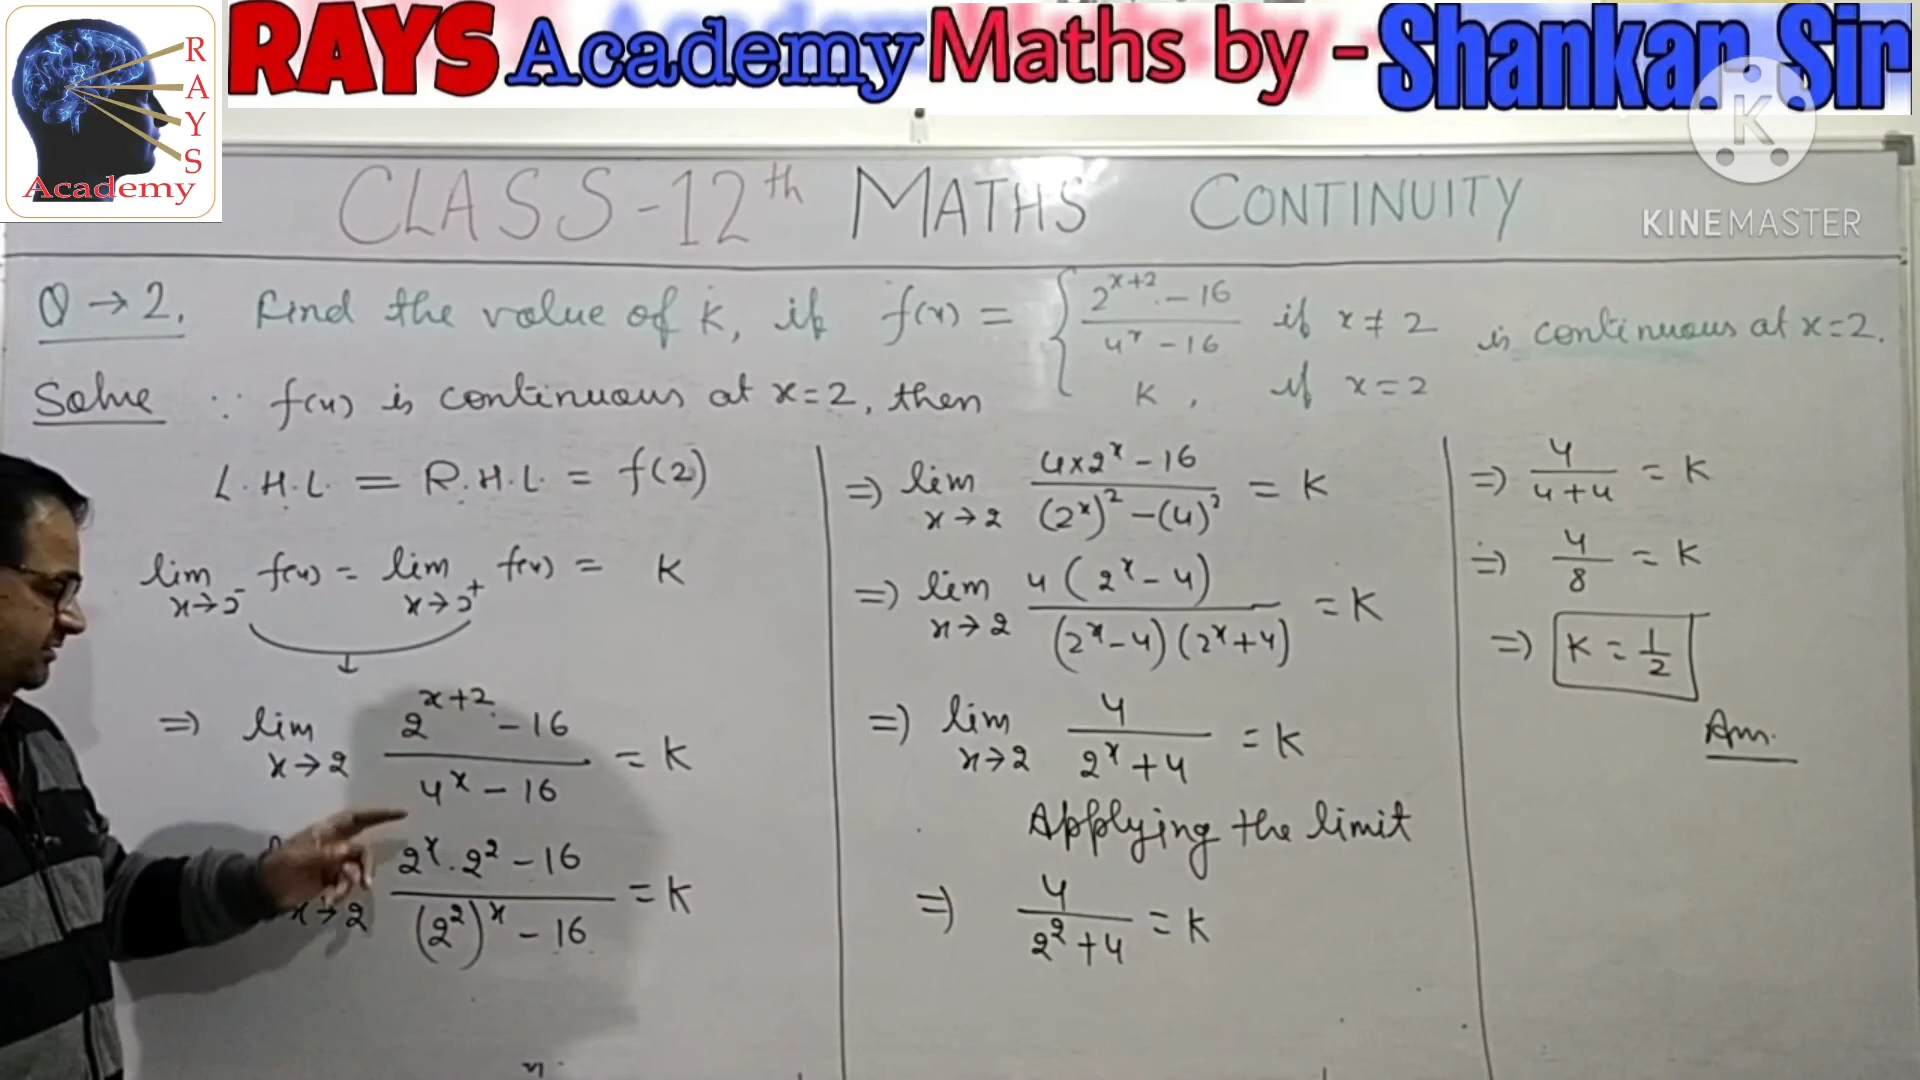 RAYS Academy Maths by - Shankar Sir
R
A
Y
S
Academy
K
KINEMASTER
CLASS-12th MATHS CONTINUITY
Q → 2. Find the value of k, if f(x) = { (2^(x+2) - 16)/(4^x - 16) if x ≠ 2 is continuous at x=2.
K, if x = 2
Solve ∵ f(x) is continuous at x=2, then
L.H.L. = R.H.L. = f(2)
lim x→2⁻ f(x) = lim x→2⁺ f(x) = K
⇒ lim x→2 (2^(x+2) - 16)/(4^x - 16) = K
x→2 (2^x . 2^2 - 16)/((2^2)^x - 16) = K
⇒ lim x→2 (4×2^x - 16)/((2^x)^2 - (4)^2) = K
⇒ lim x→2 4(2^x - 4)/((2^x - 4)(2^x + 4)) = K
⇒ lim x→2 4/(2^x + 4) = K
Applying the limit
⇒ 4/(2^2 + 4) = K
⇒ 4/(4+4) = K
⇒ 4/8 = K
⇒ K = 1/2
Ans.